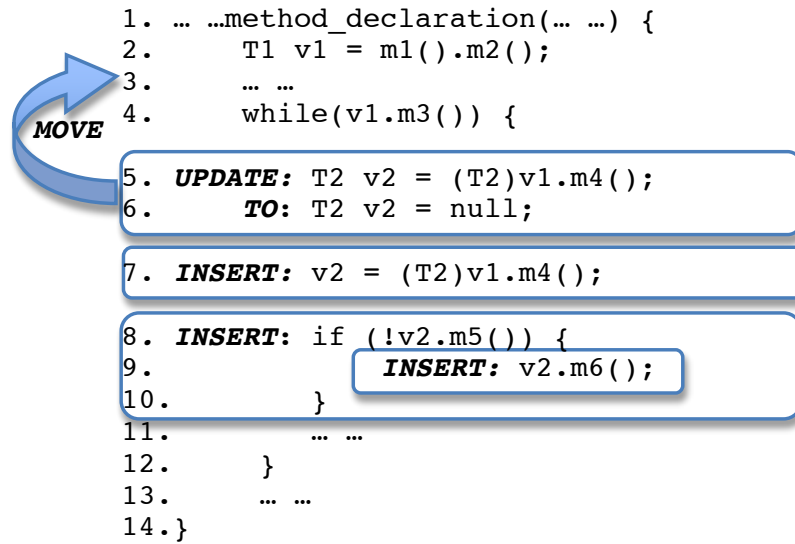 1. … …method_declaration(… …) {
2. T1 v1 = m1().m2();
3. … …
4. while(v1.m3()) {
MOVE
5. UPDATE: T2 v2 = (T2)v1.m4();
6. TO: T2 v2 = null;
7. INSERT: v2 = (T2)v1.m4();
8. INSERT: if (!v2.m5()) {
9. INSERT: v2.m6();
10. }
11. … …
12. }
13. … …
14.}